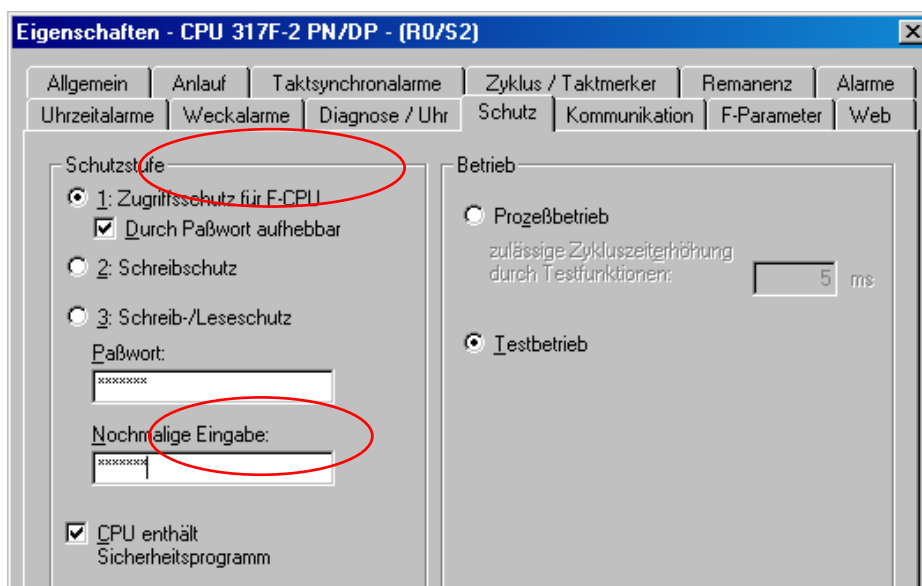 Eigenschaften - CPU 317F-2 PN/DP - (R0/S2)
Allgemein Anlauf Taktsynchronalarme Zyklus / Taktmerker Remanenz Alarme
Uhrzeitalarme Weckalarme Diagnose / Uhr Schutz Kommunikation F-Parameter Web
Schutzstufe
1: Zugriffsschutz für F-CPU
Durch Paßwort aufhebbar
2: Schreibschutz
3: Schreib-/Leseschutz
Paßwort:
*******
Nochmalige Eingabe:
*******
CPU enthält
Sicherheitsprogramm
Betrieb
Prozeßbetrieb
zulässige Zykluszeiterhöhung
durch Testfunktionen:
5 ms
Testbetrieb